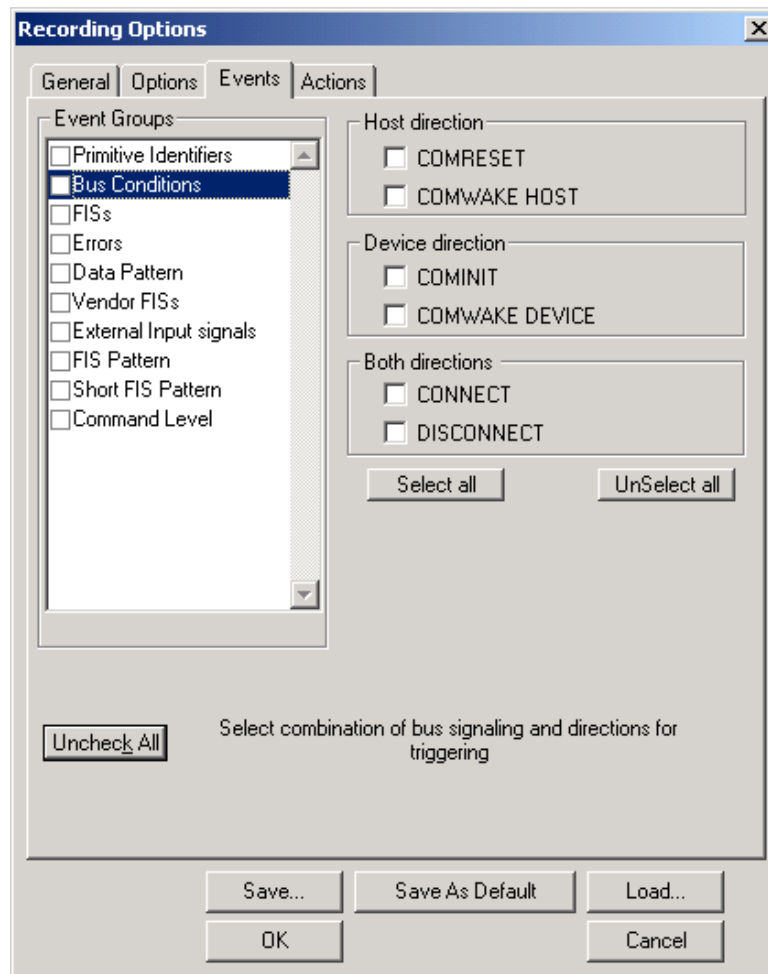 Recording Options
General
Options
Events
Actions
Event Groups
Primitive Identifiers
Bus Conditions
FISs
Errors
Data Pattern
Vendor FISs
External Input signals
FIS Pattern
Short FIS Pattern
Command Level
Host direction
COMRESET
COMWAKE HOST
Device direction
COMINIT
COMWAKE DEVICE
Both directions
CONNECT
DISCONNECT
Select all
UnSelect all
Uncheck All
Select combination of bus signaling and directions for
triggering
Save...
Save As Default
Load...
OK
Cancel